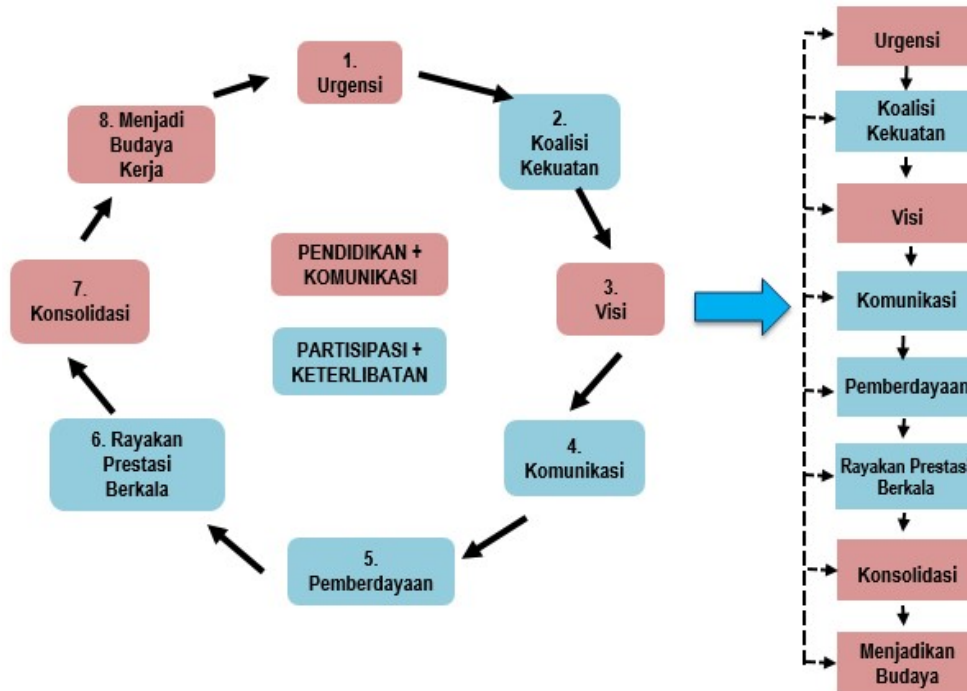 1.
Urgensi
2.
Koalisi
Kekuatan
3.
Visi
4.
Komunikasi
5.
Pemberdayaan
6. Rayakan
Prestasi
Berkala
7.
Konsolidasi
8. Menjadi
Budaya
Kerja
PENDIDIKAN +
KOMUNIKASI
PARTISIPASI +
KETERLIBATAN
Urgensi
Koalisi
Kekuatan
Visi
Komunikasi
Pemberdayaan
Rayakan Prestas
Berkala
Konsolidasi
Menjadikan
Budaya